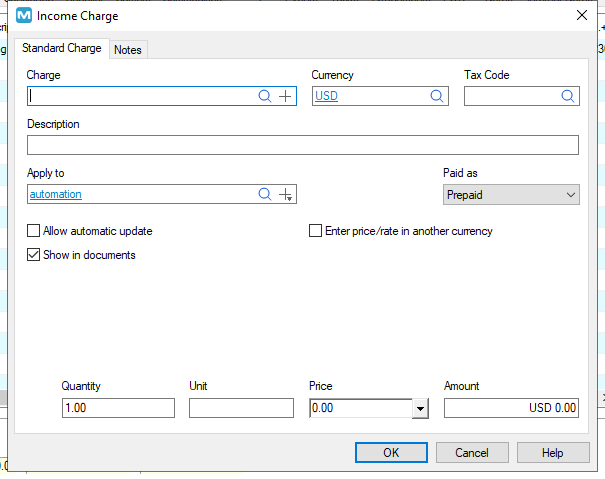 Income Charge
Standard Charge
Notes
Charge
Currency
Tax Code
USD
Description
Apply to
Paid as
automation
Prepaid
Allow automatic update
Enter price/rate in another currency
Show in documents
Quantity
Unit
Price
Amount
1.00
0.00
USD 0.00
OK
Cancel
Help